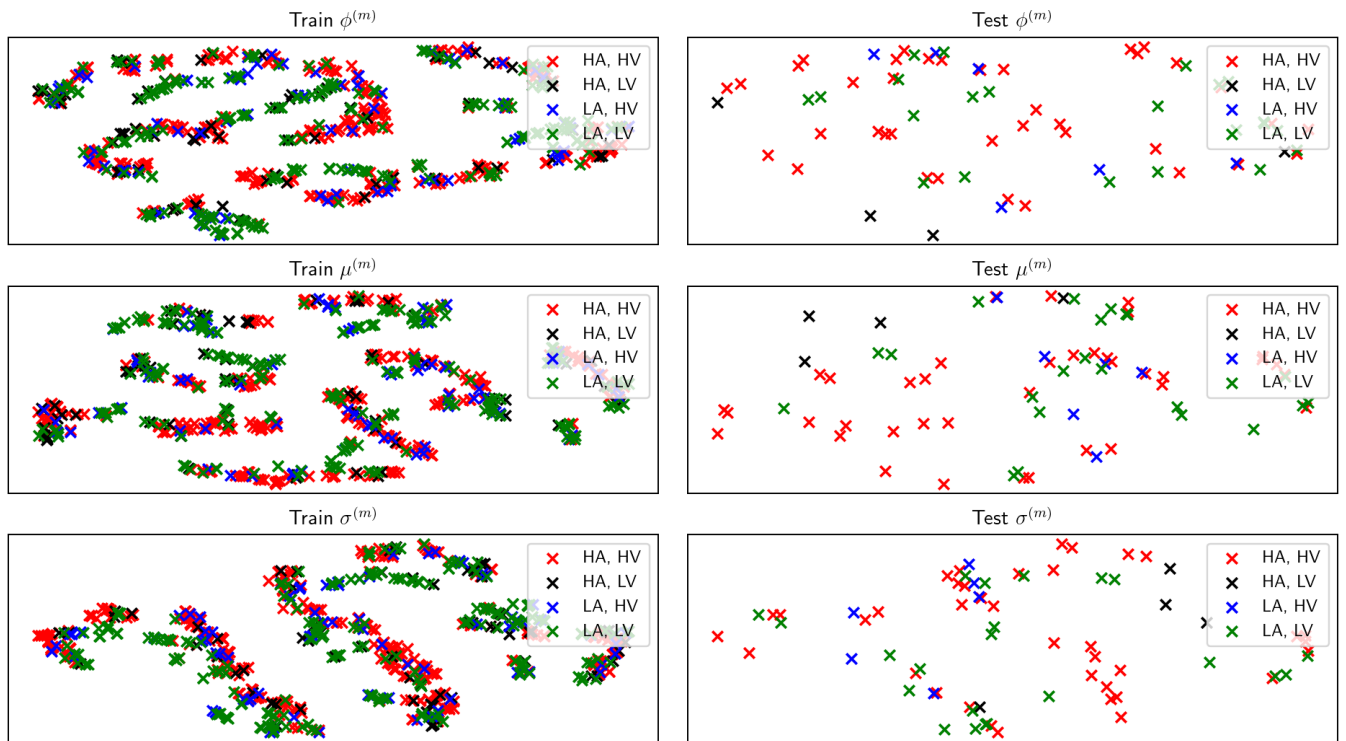 Train ϕ^(m)
HA, HV
HA, LV
LA, HV
LA, LV
Test ϕ^(m)
HA, HV
HA, LV
LA, HV
LA, LV
Train μ^(m)
HA, HV
HA, LV
LA, HV
LA, LV
Test μ^(m)
HA, HV
HA, LV
LA, HV
LA, LV
Train σ^(m)
HA, HV
HA, LV
LA, HV
LA, LV
Test σ^(m)
HA, HV
HA, LV
LA, HV
LA, LV